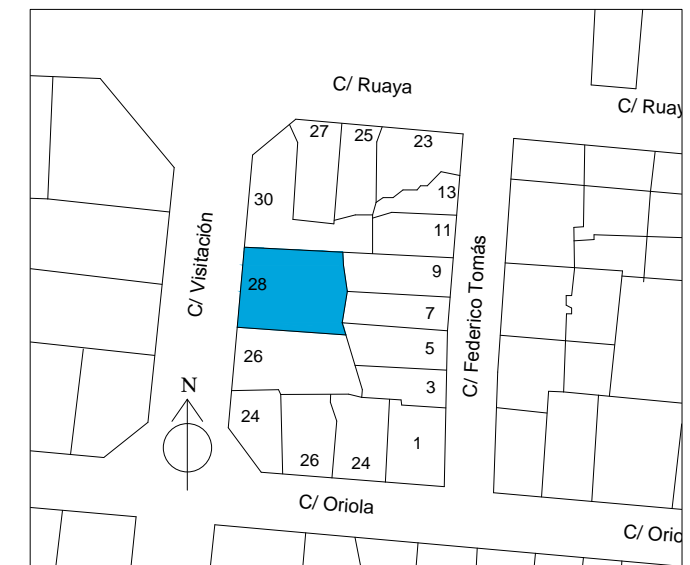 C/ Ruaya
C/ Ruay
27
25
23
13
30
11
C/ Visitación
C/ Federico Tomás
9
28
7
5
26
3
N
24
1
26
24
C/ Oriola
C/ Orio